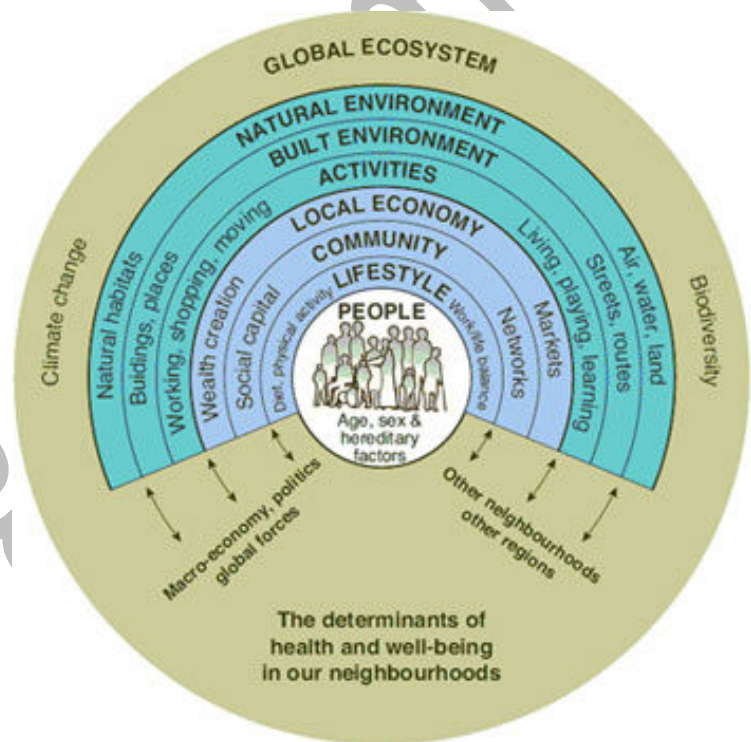 GLOBAL ECOSYSTEM
NATURAL ENVIRONMENT
BUILT ENVIRONMENT
ACTIVITIES
LOCAL ECONOMY
COMMUNITY
LIFESTYLE
PEOPLE
Age, sex &
hereditary
factors
Climate change
Natural habitats
Buidings, places
Working, shopping, moving
Wealth creation
Social capital
Diet, physical activity
Work/life balance
Networks
Markets
Living, playing, learning
Streets, routes
Air, water, land
Biodiversity
Macro-economy, politics
global forces
Other neighbourhoods
other regions
The determinants of
health and well-being
in our neighbourhoods